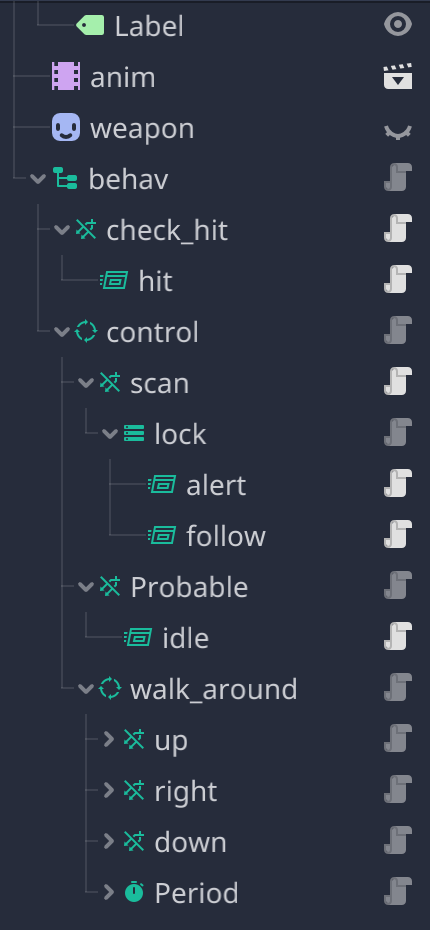 Label
anim
weapon
behav
check_hit
hit
control
scan
lock
alert
follow
Probable
idle
walk_around
up
right
down
Period